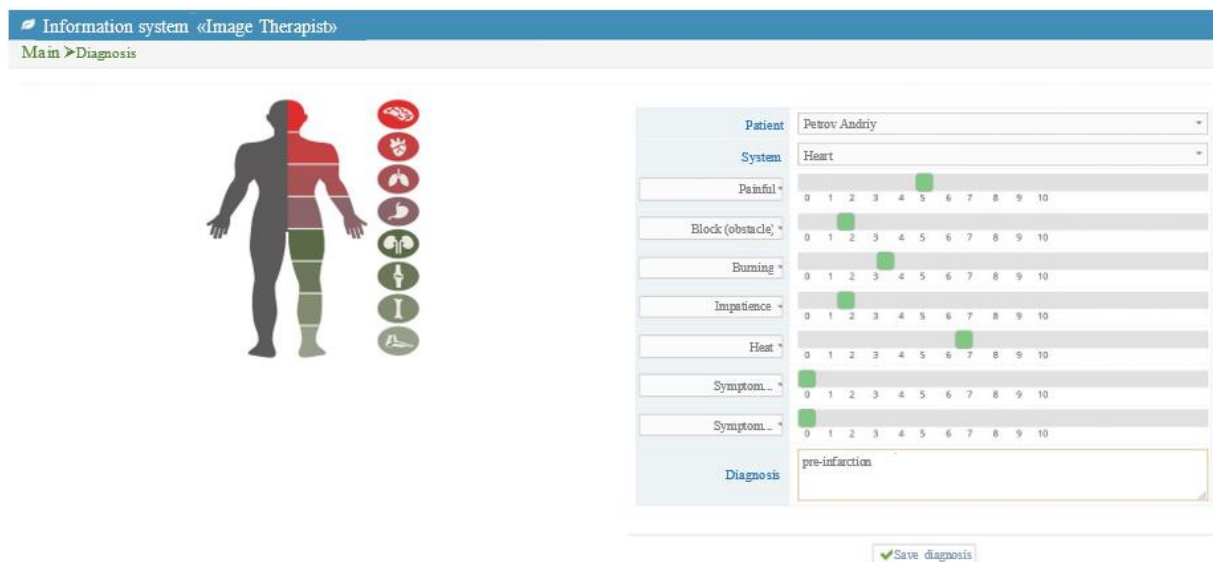 Information system «Image Therapist»
Main ➤Diagnosis
Patient Petrov Andriy
System Heart
Painful
0 1 2 3 4 5 6 7 8 9 10
Block (obstacle)
0 1 2 3 4 5 6 7 8 9 10
Burning
0 1 2 3 4 5 6 7 8 9 10
Impatience
0 1 2 3 4 5 6 7 8 9 10
Heat
0 1 2 3 4 5 6 7 8 9 10
Symptom...
0 1 2 3 4 5 6 7 8 9 10
Symptom...
0 1 2 3 4 5 6 7 8 9 10
Diagnosis pre-infarction
Save diagnosis